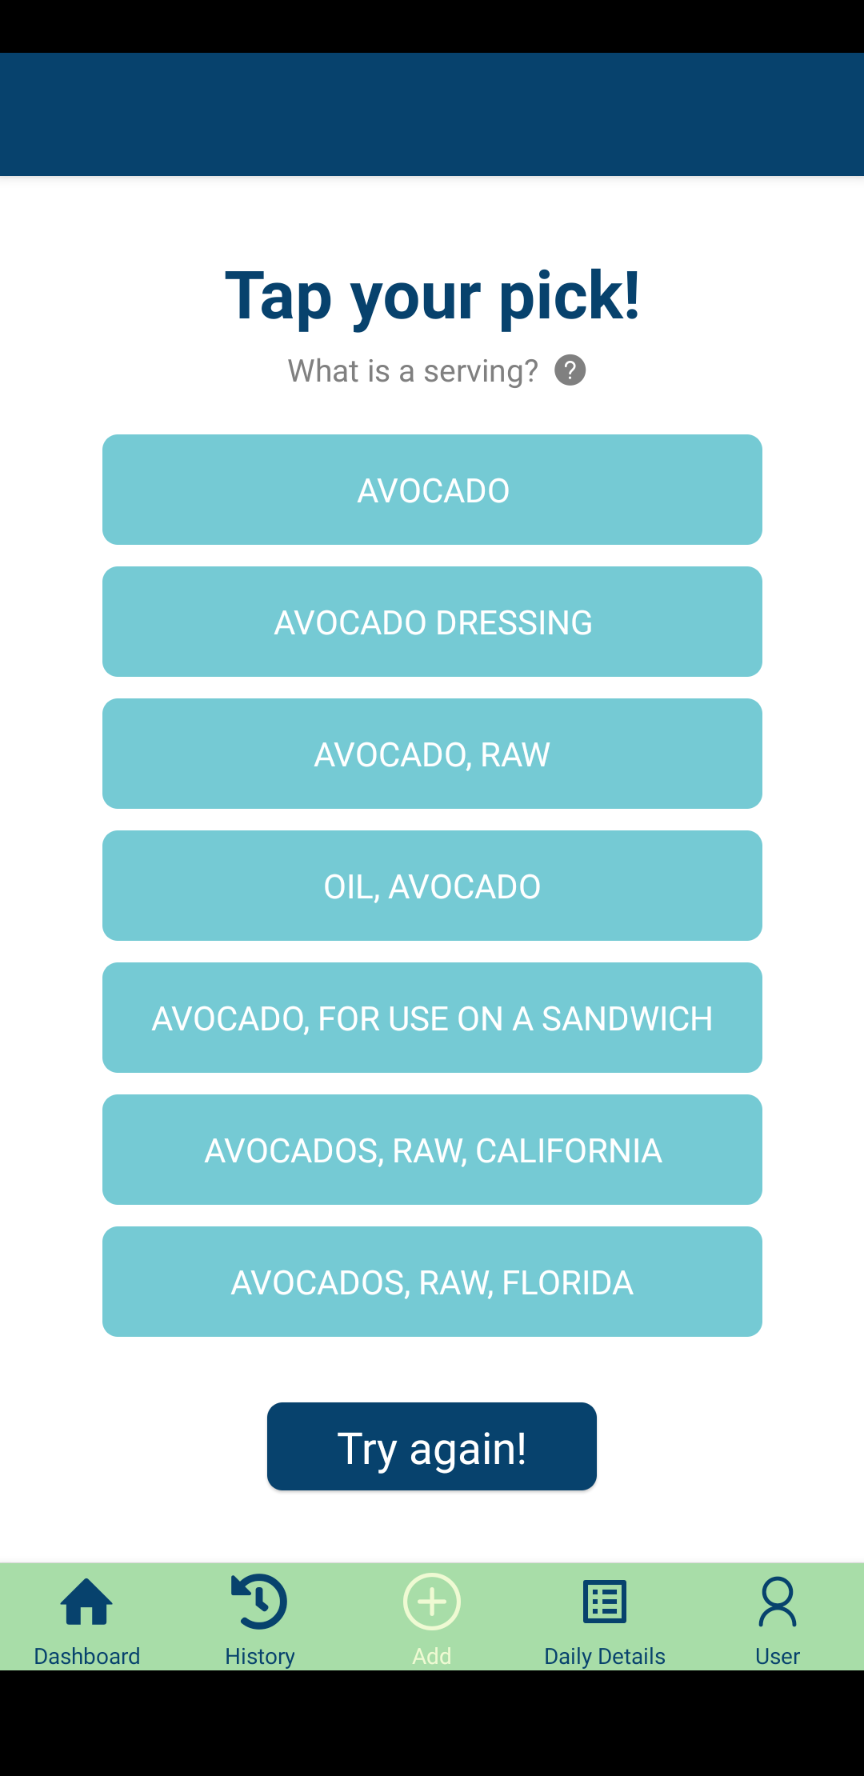 Tap your pick!
What is a serving? ?
AVOCADO
AVOCADO DRESSING
AVOCADO, RAW
OIL, AVOCADO
AVOCADO, FOR USE ON A SANDWICH
AVOCADOS, RAW, CALIFORNIA
AVOCADOS, RAW, FLORIDA
Try again!
Dashboard History Add Daily Details User